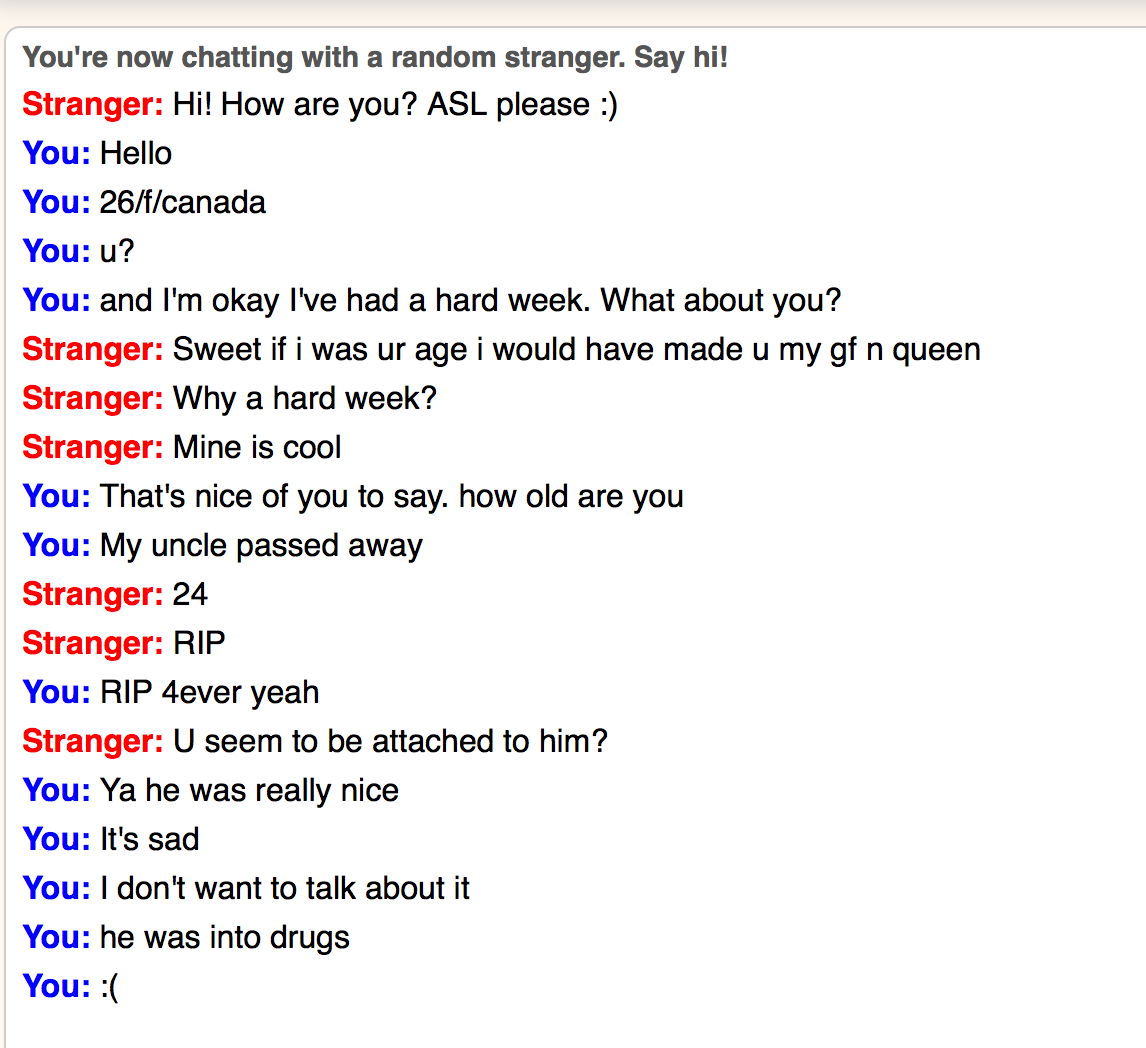 You're now chatting with a random stranger. Say hi!
Stranger: Hi! How are you? ASL please :)
You: Hello
You: 26/f/canada
You: u?
You: and I'm okay I've had a hard week. What about you?
Stranger: Sweet if i was ur age i would have made u my gf n queen
Stranger: Why a hard week?
Stranger: Mine is cool
You: That's nice of you to say. how old are you
You: My uncle passed away
Stranger: 24
Stranger: RIP
You: RIP 4ever yeah
Stranger: U seem to be attached to him?
You: Ya he was really nice
You: It's sad
You: I don't want to talk about it
You: he was into drugs
You: :(